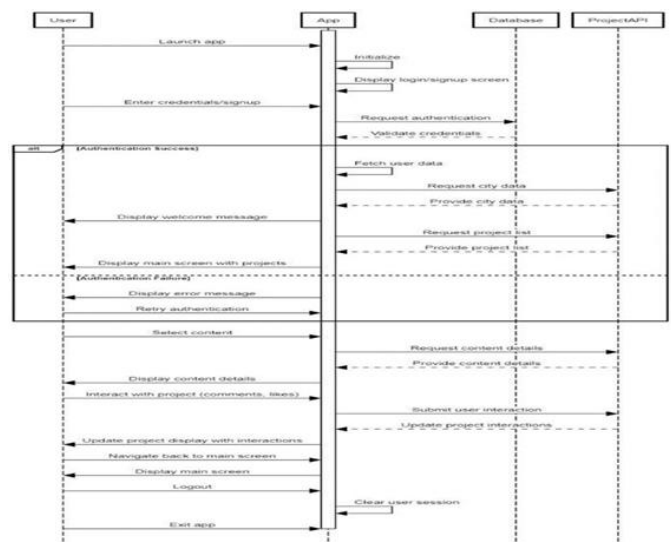 User
App
Database
ProjectAPI
Launch app
Initialize
Display login/signup screen
Enter credentials/signup
Request authentication
Validate credentials
alt
(Authentication Success)
Fetch user data
Request city data
Provide city data
Display welcome message
Request project list
Provide project list
Display main screen with projects
(Authentication Failure)
Display error message
Retry authentication
Select content
Request content details
Provide content details
Display content details
Interact with project (comments, likes)
Submit user interaction
Update project interactions
Update project display with interactions
Navigate back to main screen
Display main screen
Logout
Clear user session
Exit app